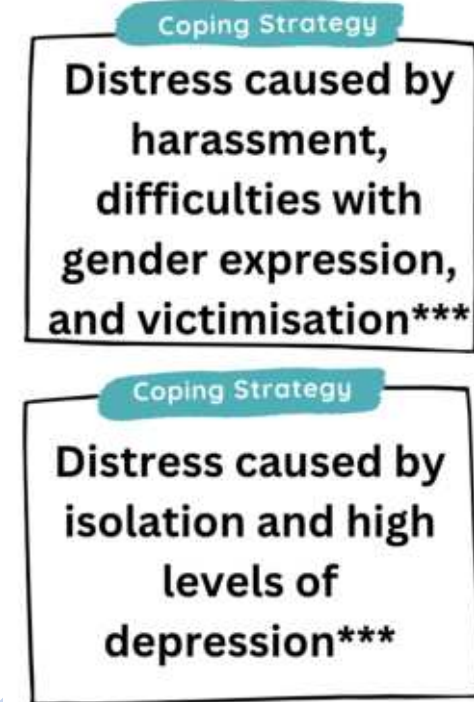 Coping Strategy
Distress caused by
harassment,
difficulties with
gender expression,
and victimisation***
Coping Strategy
Distress caused by
isolation and high
levels of
depression***